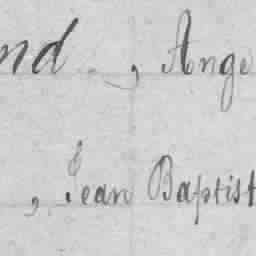 nd , Ange
, Jean Baptist